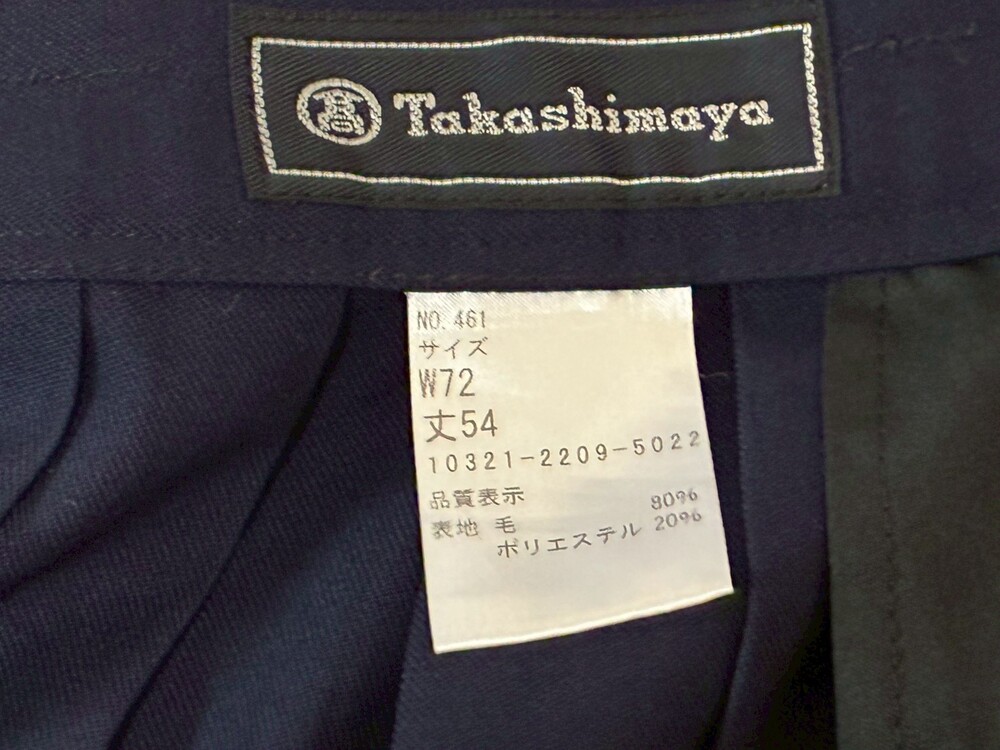 髙 Takashimaya
NO. 461
サイズ
W72
丈54
10321-2209-5022
品質表示
表地 毛 80%
ポリエステル 20%